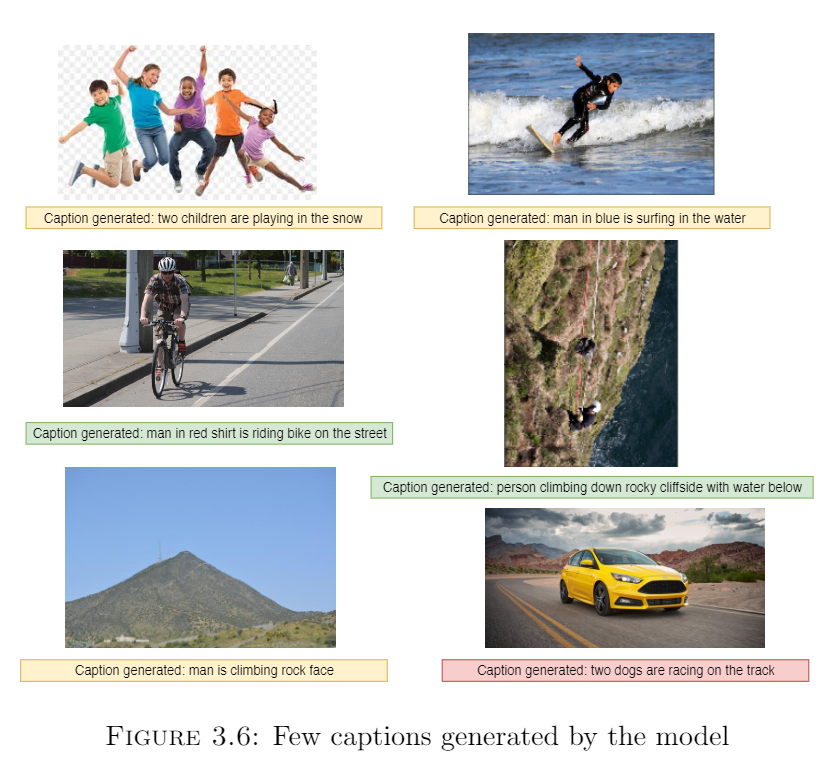 Caption generated: two children are playing in the snow
Caption generated: man in blue is surfing in the water
Caption generated: man in red shirt is riding bike on the street
Caption generated: person climbing down rocky cliffside with water below
Caption generated: man is climbing rock face
Caption generated: two dogs are racing on the track
FIGURE 3.6: Few captions generated by the model